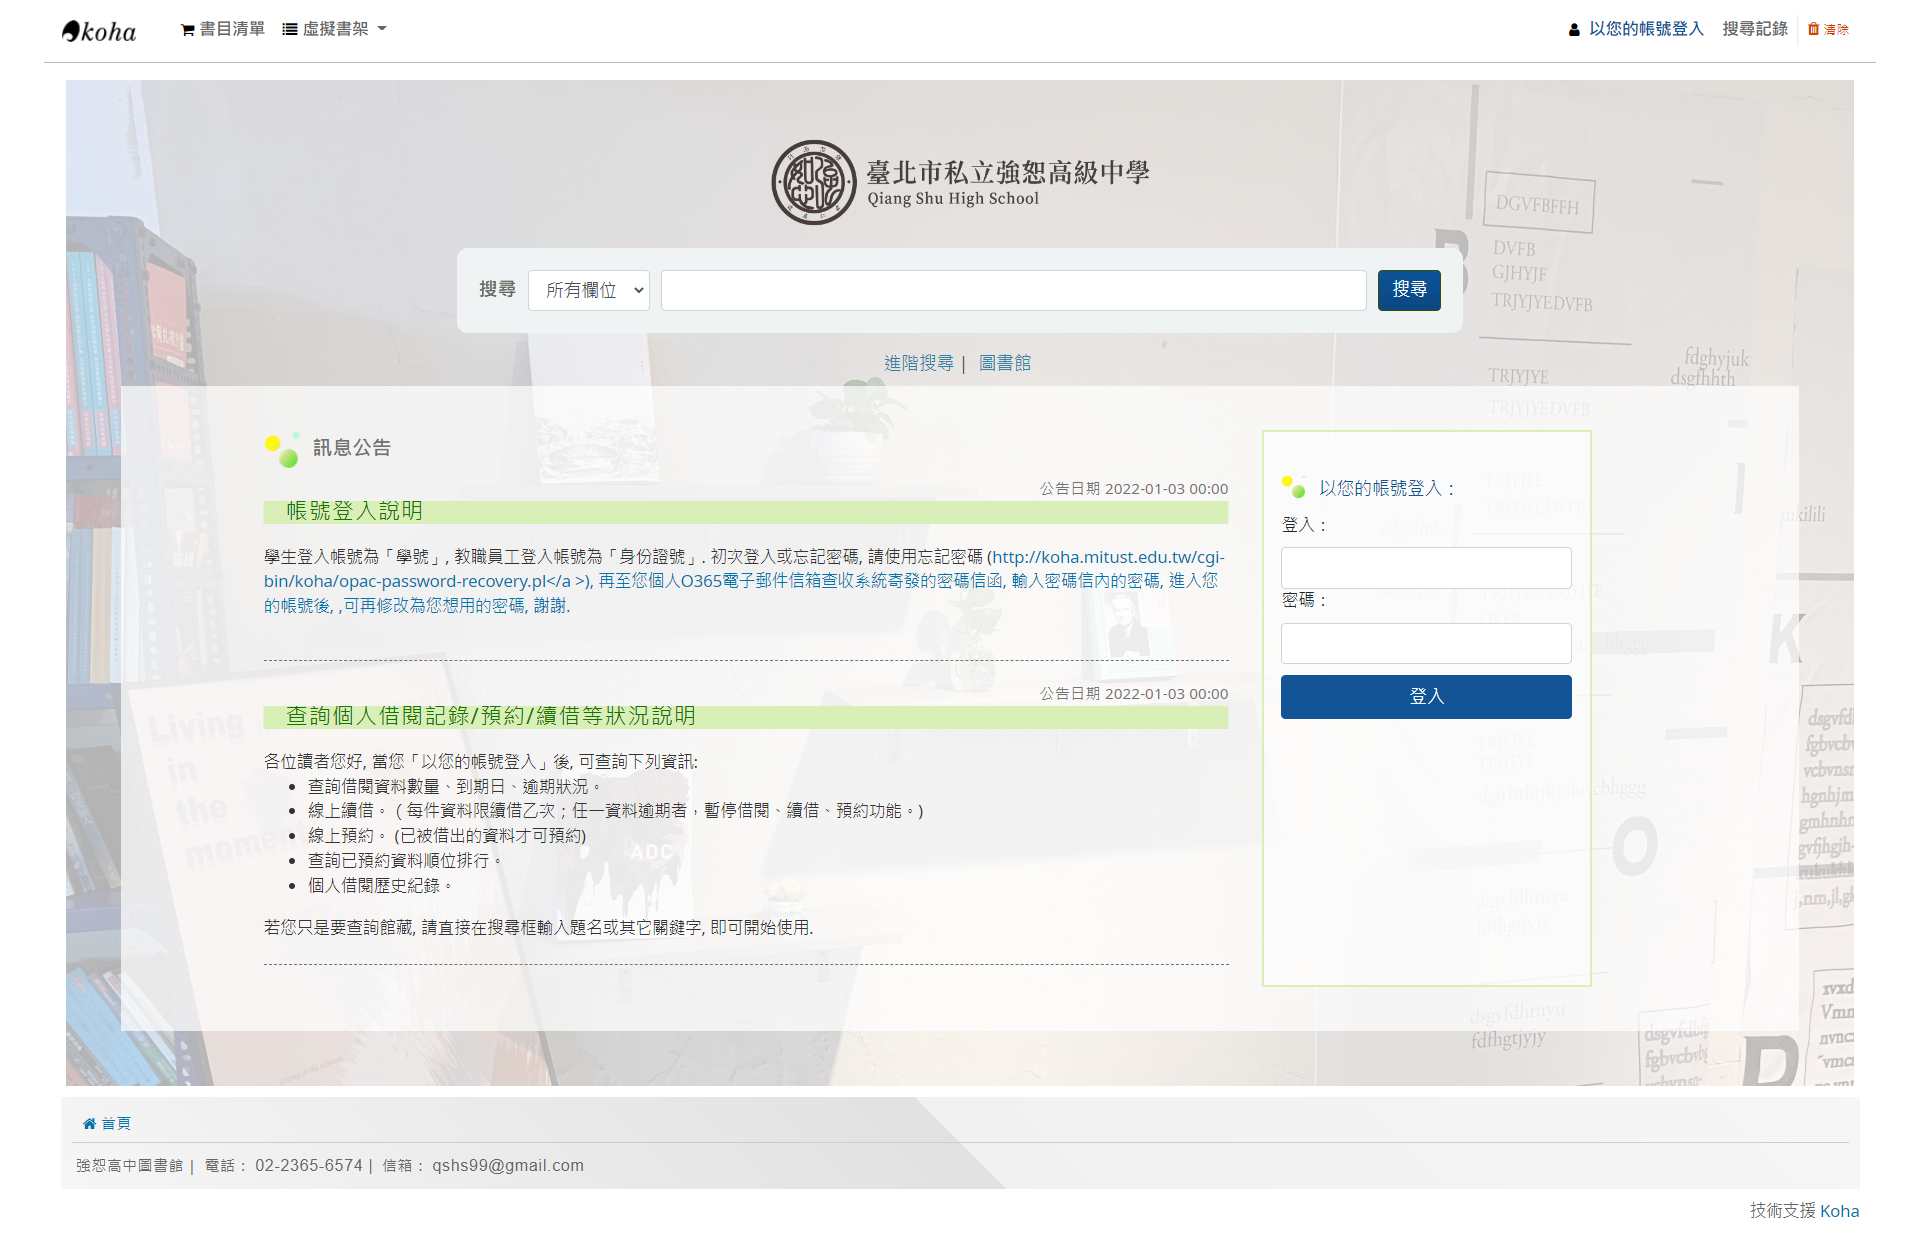 koha 書目清單 虛擬書架 以您的帳號登入 搜尋記錄 清除
臺北市私立強恕高級中學
Qiang Shu High School
搜尋 所有欄位 搜尋
進階搜尋 | 圖書館
訊息公告
公告日期 2022-01-03 00:00
帳號登入說明
學生登入帳號為「學號」, 教職員工登入帳號為「身份證號」. 初次登入或忘記密碼, 請使用忘記密碼 (http://koha.mitust.edu.tw/cgi-
bin/koha/opac-password-recovery.pl</a >), 再至您個人O365電子郵件信箱查收系統寄發的密碼信函, 輸入密碼信內的密碼, 進入您
的帳號後, ,可再修改為您想用的密碼, 謝謝.
公告日期 2022-01-03 00:00
查詢個人借閱記錄/預約/續借等狀況說明
各位讀者您好, 當您「以您的帳號登入」後, 可查詢下列資訊:
查詢借閱資料數量、到期日、逾期狀況。
線上續借。 ( 每件資料限續借乙次；任一資料逾期者，暫停借閱、續借、預約功能。)
線上預約。 (已被借出的資料才可預約)
查詢已預約資料順位排行。
個人借閱歷史紀錄。
若您只是要查詢館藏, 請直接在搜尋框輸入題名或其它關鍵字, 即可開始使用.
以您的帳號登入：
登入：
密碼：
登入
DGVFBFFH
DVFB
GJHYJF
TRJYJYEDVFB
fdghyjuk
dsgfhhth
TRJYJYE
TRJYJYEDVFB
Living
in
the
moment
ADC
K
O
dsgvfdhruyu
fdfhgtjyjy
首頁
強恕高中圖書館 | 電話： 02-2365-6574 | 信箱： qshs99@gmail.com
技術支援 Koha